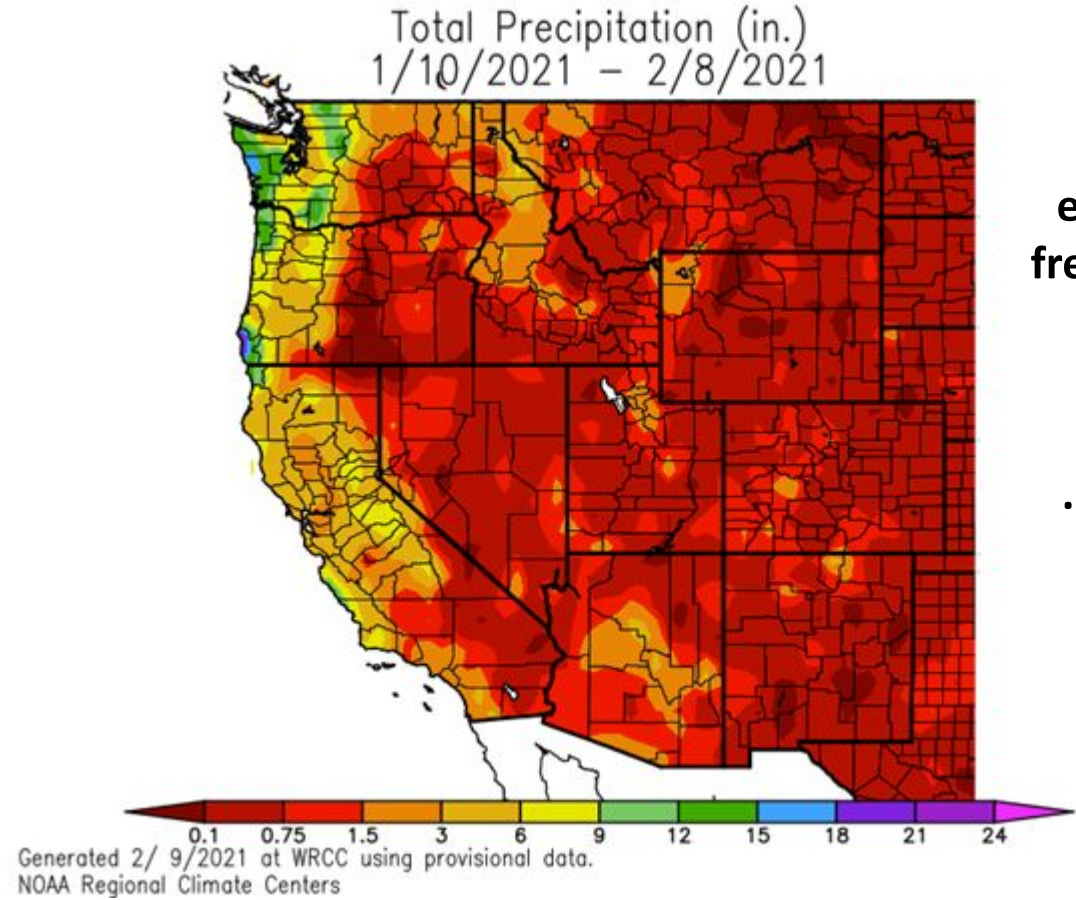 Total Precipitation (in.)
1/10/2021 – 2/8/2021
e
fre
.
0.1 0.75 1.5 3 6 9 12 15 18 21 24
Generated 2/ 9/2021 at WRCC using provisional data.
NOAA Regional Climate Centers